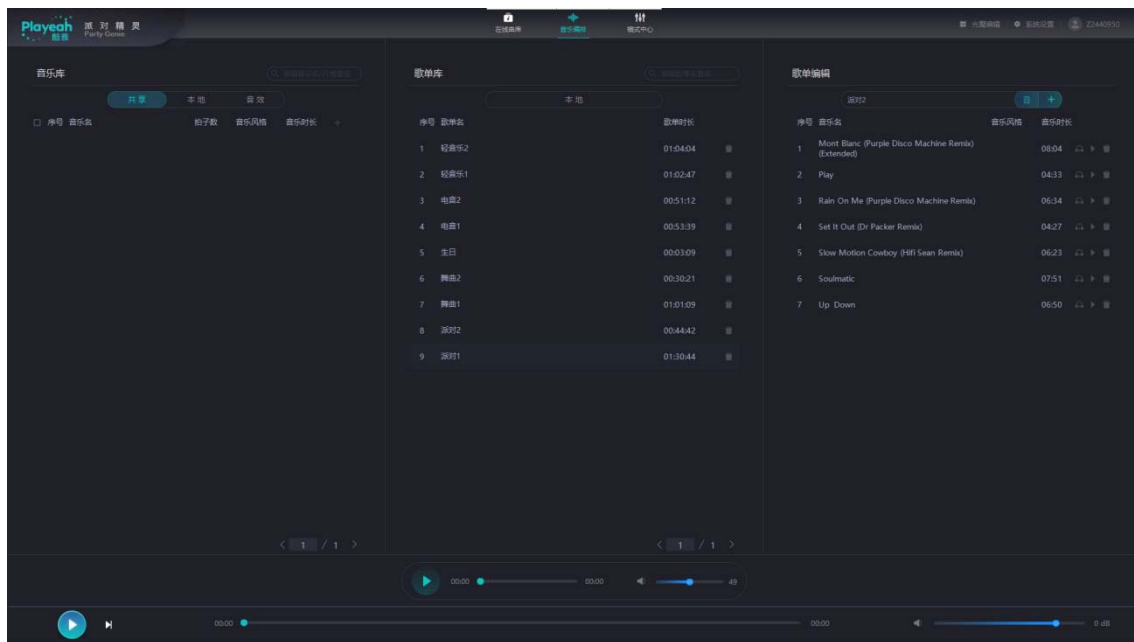 Playeah
酷雅
派对精灵
Party Genie
在线曲库
音乐编辑
模式中心
光魔编辑
系统设置
Z2440950
音乐库
共享
本地
音效
序号 音乐名 拍子数 音乐风格 音乐时长 +
< 1 / 1 >
歌单库
本地
序号 歌单名 歌单时长
1 轻音乐2 01:04:04
2 轻音乐1 01:02:47
3 电音2 00:51:12
4 电音1 00:53:39
5 生日 00:03:09
6 舞曲2 00:30:21
7 舞曲1 01:01:09
8 派对2 00:44:42
9 派对1 01:30:44
< 1 / 1 >
歌单编辑
派对2
序号 音乐名 音乐风格 音乐时长
1 Mont Blanc (Purple Disco Machine Remix) 08:04
(Extended)
2 Play 04:33
3 Rain On Me (Purple Disco Machine Remix) 06:34
4 Set It Out (Dr Packer Remix) 04:27
5 Slow Motion Cowboy (Hifi Sean Remix) 06:23
6 Soulmatic 07:51
7 Up Down 06:50
00:00 00:00 49
00:00 00:00 0 dB